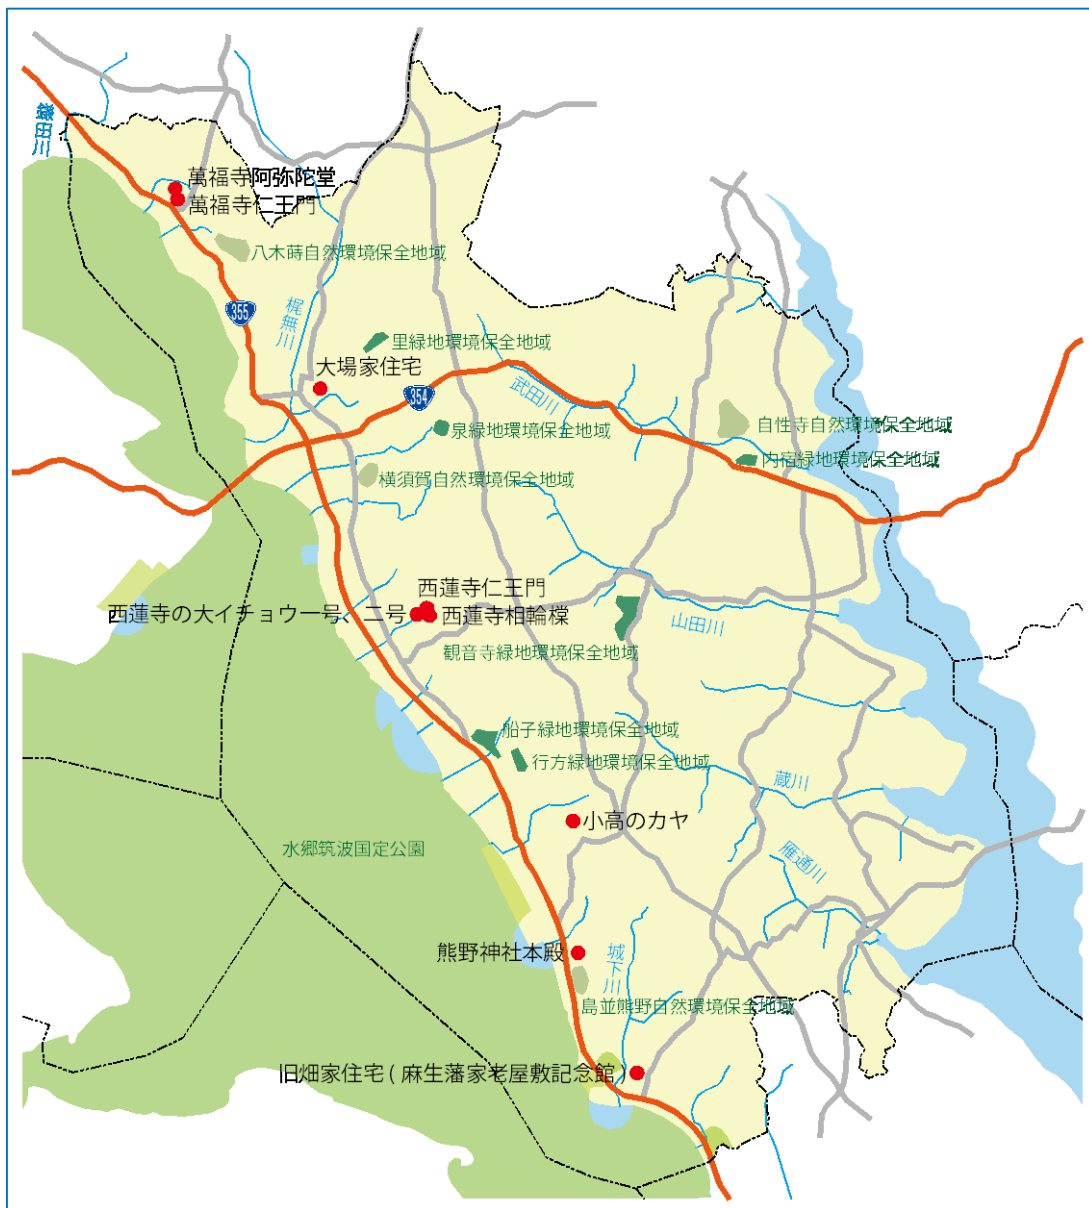 鎌田川
萬福寺阿弥陀堂
萬福寺仁王門
八木蒔自然環境保全地域
355
梶無川
里緑地環境保全地域
大場家住宅
354
武田川
泉緑地環境保全地域
自性寺自然環境保全地域
内宿緑地環境保全地域
横須賀自然環境保全地域
西蓮寺仁王門
西蓮寺の大イチョウ一号、二号
西蓮寺相輪橖
山田川
観音寺緑地環境保全地域
船子緑地環境保全地域
行方緑地環境保全地域
蔵川
小高のカヤ
水郷筑波国定公園
雁通川
熊野神社本殿
城下川
島並熊野自然環境保全地域
旧畑家住宅(麻生藩家老屋敷記念館)